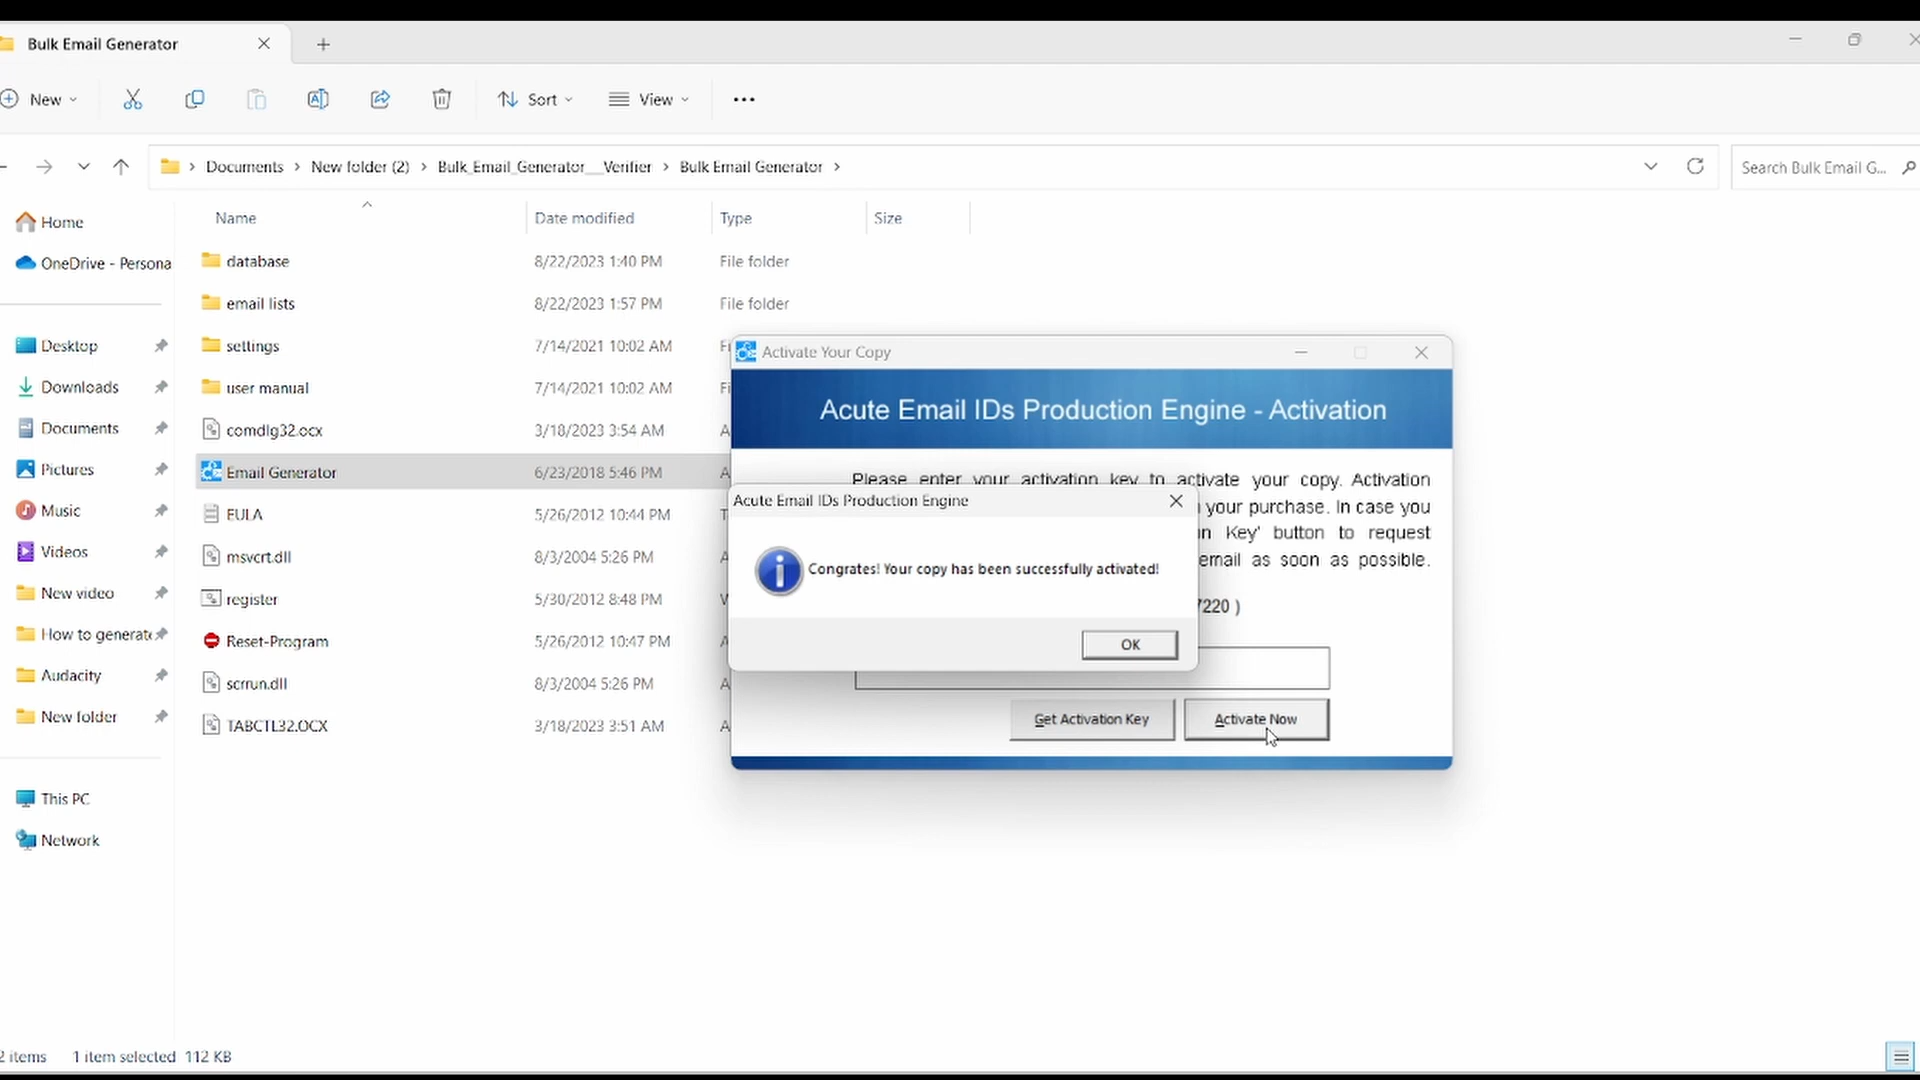 Bulk Email Generator
New
Sort
View
Documents
New folder (2)
Bulk_Email_Generator__Verifier
Bulk Email Generator
Search Bulk Email G...
Name
Date modified
Type
Size
Home
OneDrive - Persona
Desktop
Downloads
Documents
Pictures
Music
Videos
New video
How to generate
Audacity
New folder
This PC
Network
database 8/22/2023 1:40 PM File folder
email lists 8/22/2023 1:57 PM File folder
settings 7/14/2021 10:02 AM
user manual 7/14/2021 10:02 AM
comdlg32.ocx 3/18/2023 3:54 AM
Email Generator 6/23/2018 5:46 PM
EULA 5/26/2012 10:44 PM
msvcrt.dll 8/3/2004 5:26 PM
register 5/30/2012 8:48 PM
Reset-Program 5/26/2012 10:47 PM
scrrun.dll 8/3/2004 5:26 PM
TABCTL32.OCX 3/18/2023 3:51 AM
Activate Your Copy
Acute Email IDs Production Engine - Activation
Please enter your activation key to activate your copy. Activation
your purchase. In case you
Key' button to request
email as soon as possible.
7220 )
Acute Email IDs Production Engine
Congrates! Your copy has been successfully activated!
OK
Get Activation Key
Activate Now
2 items
1 item selected 112 KB